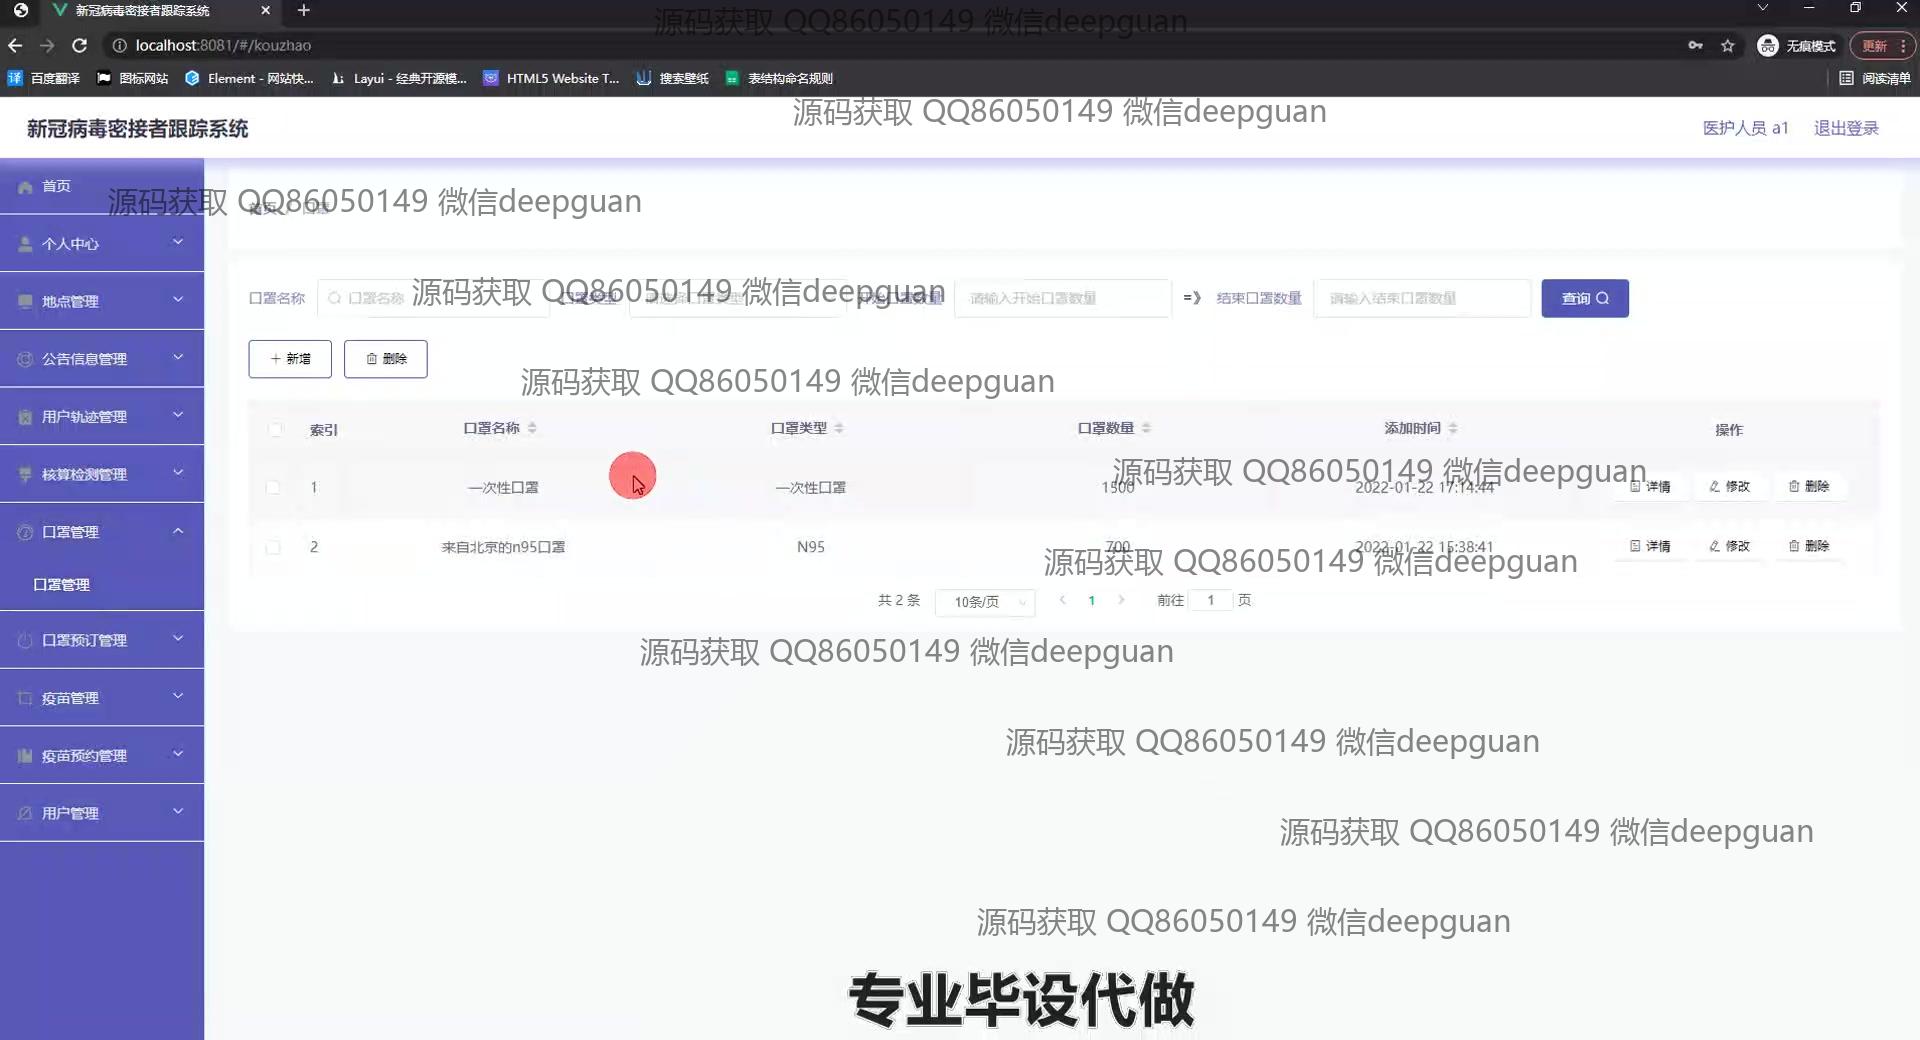 新冠病毒密接者跟踪系统
源码获取 QQ86050149 微信deepguan
localhost:8081/#/kouzhao
无痕模式
更新
百度翻译
图标网站
Element - 网站快...
Layui - 经典开源模...
HTML5 Website T...
搜索壁纸
表结构命名规则
阅读清单
源码获取 QQ86050149 微信deepguan
新冠病毒密接者跟踪系统
医护人员 a1
退出登录
首页
源码获取 QQ86050149 微信deepguan
首页
口罩
个人中心
地点管理
公告信息管理
用户轨迹管理
核算检测管理
口罩管理
口罩管理
口罩预订管理
疫苗管理
疫苗预约管理
用户管理
口罩名称
口罩名称
源码获取 QQ86050149 微信deepguan
口罩类型
开始口罩数量
请输入开始口罩数量
结束口罩数量
请输入结束口罩数量
查询
新增
删除
源码获取 QQ86050149 微信deepguan
索引 口罩名称 口罩类型 口罩数量 添加时间 操作
源码获取 QQ86050149 微信deepguan
1 一次性口罩 一次性口罩 1500 2022-01-22 17:14:44 详情 修改 删除
2 来自北京的n95口罩 N95 700 2022-01-22 15:38:41 详情 修改 删除
源码获取 QQ86050149 微信deepguan
共 2 条 10条/页 1 前往 1 页
源码获取 QQ86050149 微信deepguan
源码获取 QQ86050149 微信deepguan
源码获取 QQ86050149 微信deepguan
源码获取 QQ86050149 微信deepguan
专业毕设代做